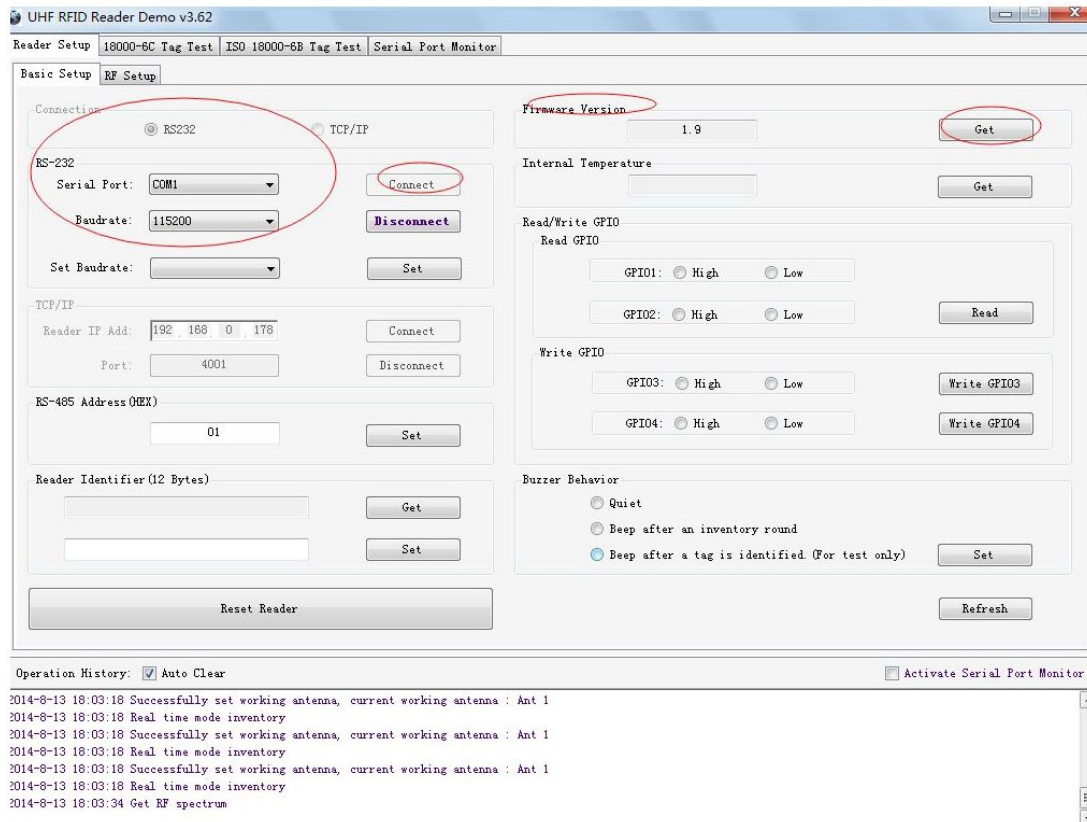 UHF RFID Reader Demo v3.62
Reader Setup 18000-6C Tag Test ISO 18000-6B Tag Test Serial Port Monitor
Basic Setup RF Setup
Connection
RS232 TCP/IP
RS-232
Serial Port: COM1 Connect
Baudrate: 115200 Disconnect
Set Baudrate: Set
TCP/IP
Reader IP Add: 192 . 168 . 0 . 178 Connect
Port: 4001 Disconnect
RS-485 Address(HEX)
01 Set
Reader Identifier(12 Bytes)
Get
Set
Reset Reader
Firmware Version
1.9 Get
Internal Temperature
Get
Read/Write GPIO
Read GPIO
GPIO1: High Low
GPIO2: High Low Read
Write GPIO
GPIO3: High Low Write GPIO3
GPIO4: High Low Write GPIO4
Buzzer Behavior
Quiet
Beep after an inventory round
Beep after a tag is identified.(For test only) Set
Refresh
Operation History: Auto Clear Activate Serial Port Monitor
2014-8-13 18:03:18 Successfully set working antenna, current working antenna : Ant 1
2014-8-13 18:03:18 Real time mode inventory
2014-8-13 18:03:18 Successfully set working antenna, current working antenna : Ant 1
2014-8-13 18:03:18 Real time mode inventory
2014-8-13 18:03:18 Successfully set working antenna, current working antenna : Ant 1
2014-8-13 18:03:18 Real time mode inventory
2014-8-13 18:03:34 Get RF spectrum